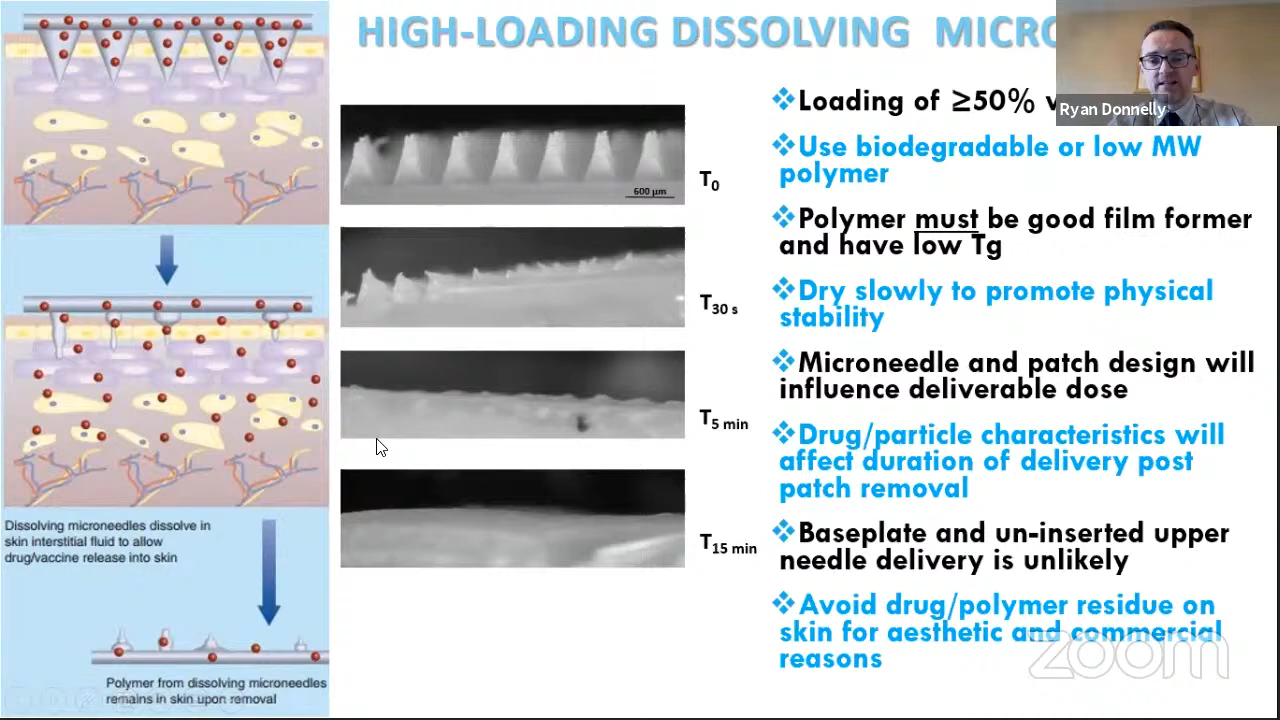 HIGH-LOADING DISSOLVING MICRO
Ryan Donnelly
❖Loading of ≥50%
❖Use biodegradable or low MW
polymer
❖Polymer must be good film former
and have low Tg
❖Dry slowly to promote physical
stability
❖Microneedle and patch design will
influence deliverable dose
❖Drug/particle characteristics will
affect duration of delivery post
patch removal
❖Baseplate and un-inserted upper
needle delivery is unlikely
❖Avoid drug/polymer residue on
skin for aesthetic and commercial
reasons
600 µm
T0
T30 s
T5 min
T15 min
Dissolving microneedles dissolve in
skin interstitial fluid to allow
drug/vaccine release into skin
Polymer from dissolving microneedles
remains in skin upon removal
zoom